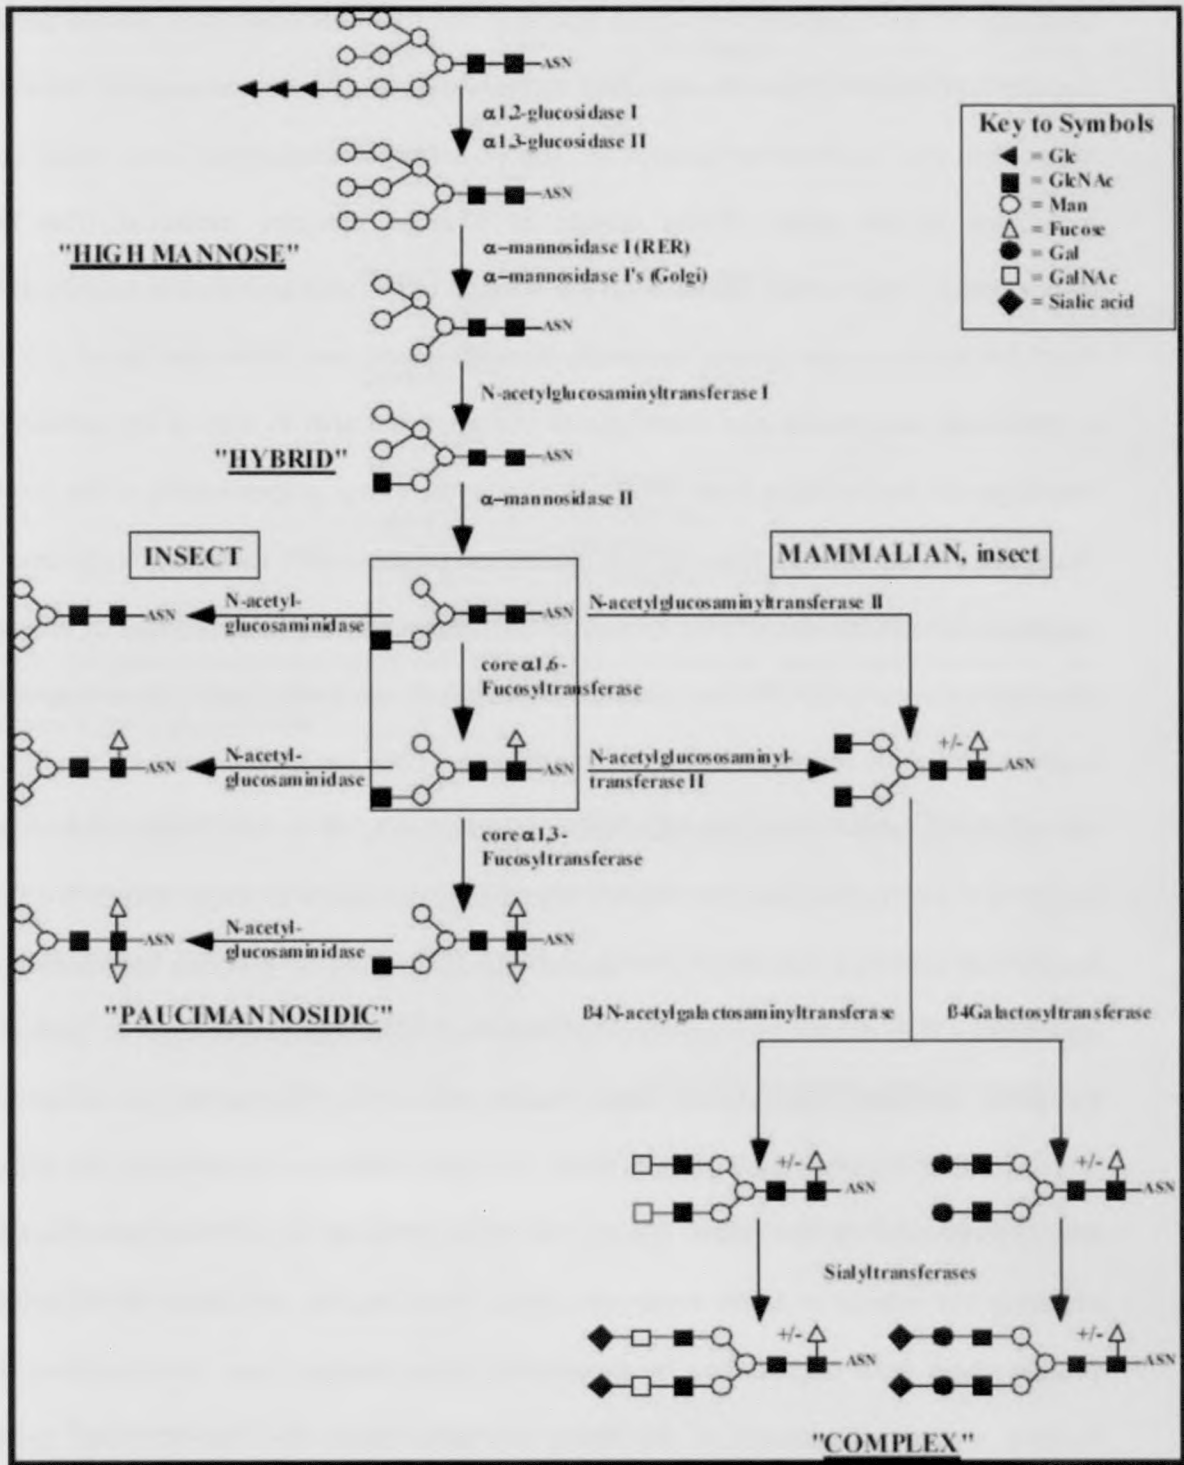 ASN
α1,2-glucosidase I
α1,3-glucosidase II
Key to Symbols
= Glc
= GlcNAc
= Man
= Fucose
= Gal
= GalNAc
= Sialic acid
ASN
"HIGH MANNOSE"
α–mannosidase I (RER)
α–mannosidase I's (Golgi)
ASN
N-acetylglucosaminyltransferase I
"HYBRID"
ASN
α–mannosidase II
INSECT
MAMMALIAN, insect
ASN
N-acetyl-
glucosaminidase
ASN
N-acetylglucosaminyltransferase II
core α1,6-
Fucosyltransferase
ASN
N-acetyl-
glucosaminidase
ASN
N-acetylglucososaminyl-
transferase II
+/-
ASN
core α1,3-
Fucosyltransferase
ASN
N-acetyl-
glucosaminidase
ASN
"PAUCIMANNOSIDIC"
ß4 N-acetylgalactosaminyltransferase
ß4Galactosyltransferase
+/-
ASN
+/-
ASN
Sialyltransferases
+/-
ASN
+/-
ASN
"COMPLEX"